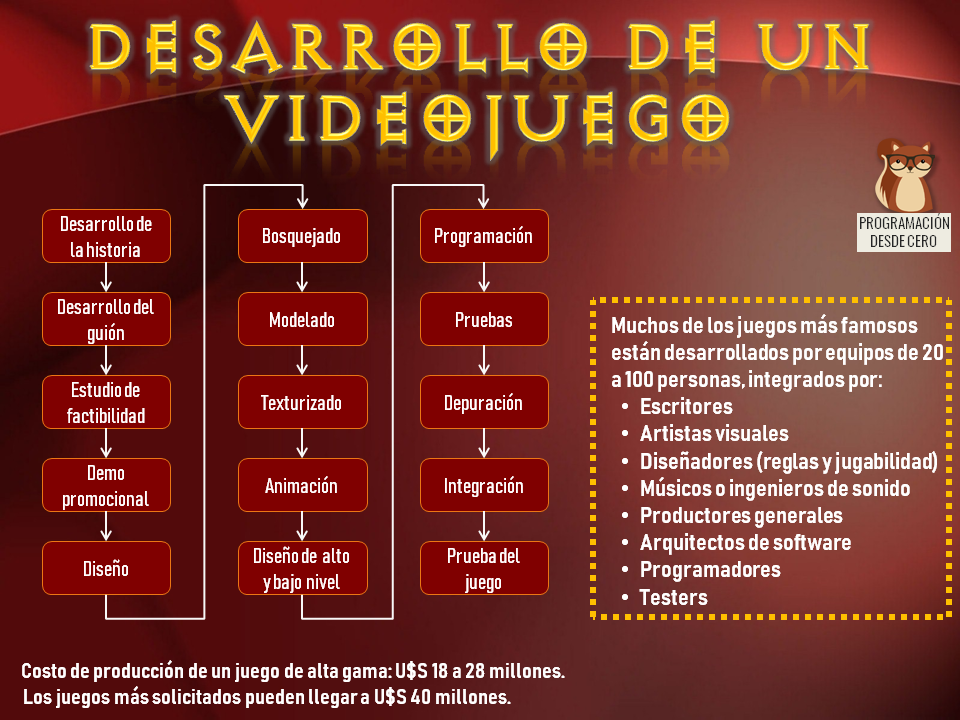 DESARROLLO DE UN
VIDEOJUEGO
PROGRAMACIÓN
DESDE CERO
Desarrollo de
la historia
Desarrollo del
guión
Estudio de
factibilidad
Demo
promocional
Diseño
Bosquejado
Modelado
Texturizado
Animación
Diseño de alto
y bajo nivel
Programación
Pruebas
Depuración
Integración
Prueba del
juego
Muchos de los juegos más famosos
están desarrollados por equipos de 20
a 100 personas, integrados por:
• Escritores
• Artistas visuales
• Diseñadores (reglas y jugabilidad)
• Músicos o ingenieros de sonido
• Productores generales
• Arquitectos de software
• Programadores
• Testers
Costo de producción de un juego de alta gama: U$S 18 a 28 millones.
Los juegos más solicitados pueden llegar a U$S 40 millones.